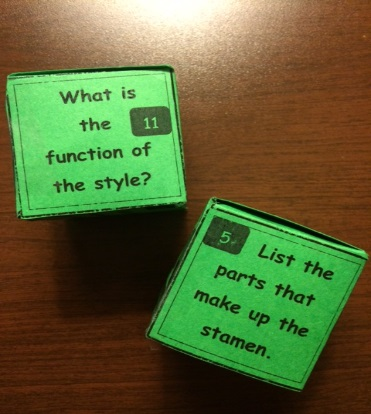 What is
the 11
function of
the style?
5. List the
parts that
make up the
stamen.